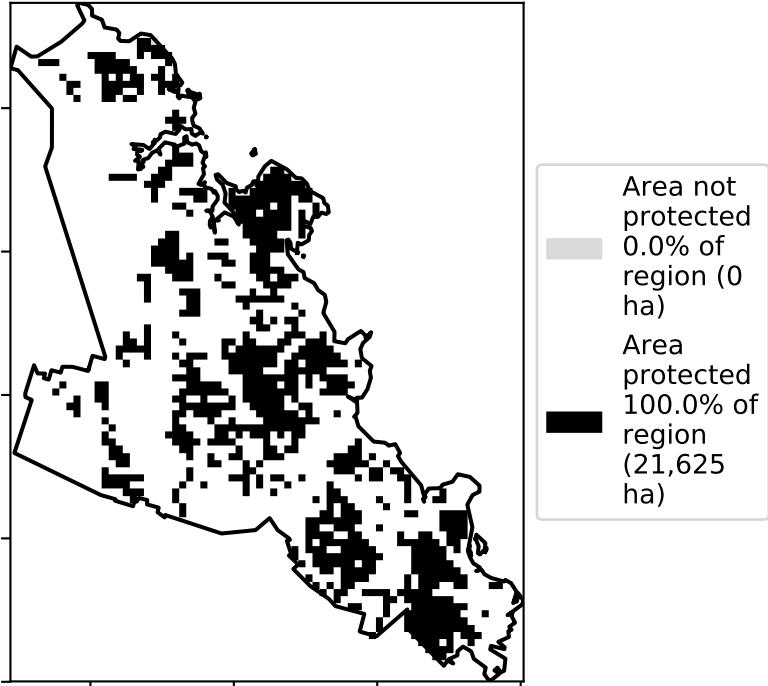 Area not
protected
0.0% of
region (0
ha)
Area
protected
100.0% of
region
(21,625
ha)